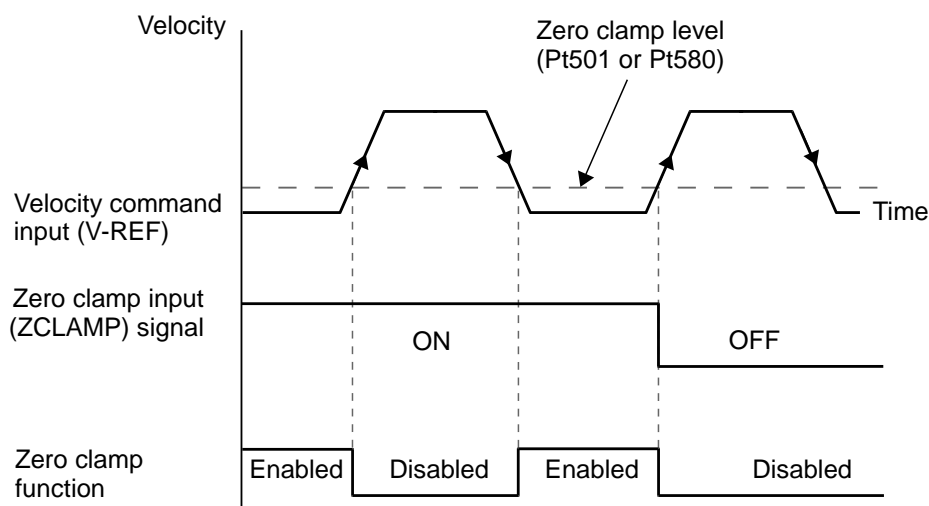 Velocity
Zero clamp level
(Pt501 or Pt580)
Velocity command
input (V-REF)
Time
Zero clamp input
(ZCLAMP) signal
ON
OFF
Zero clamp
function
Enabled
Disabled
Enabled
Disabled